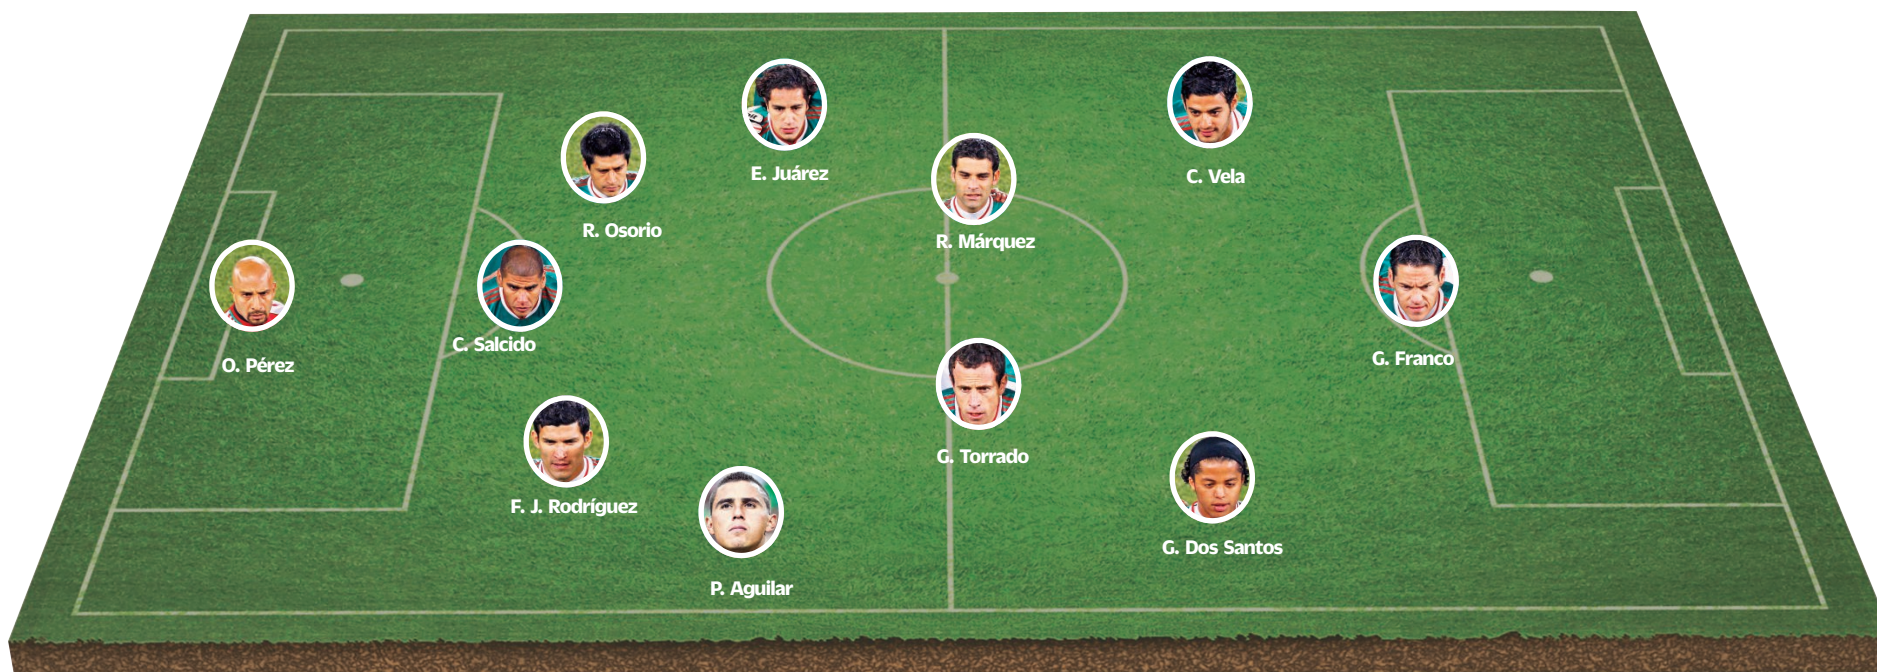 E. Juárez
C. Vela
R. Osorio
R. Márquez
C. Salcido
O. Pérez
G. Franco
G. Torrado
F. J. Rodríguez
G. Dos Santos
P. Aguilar